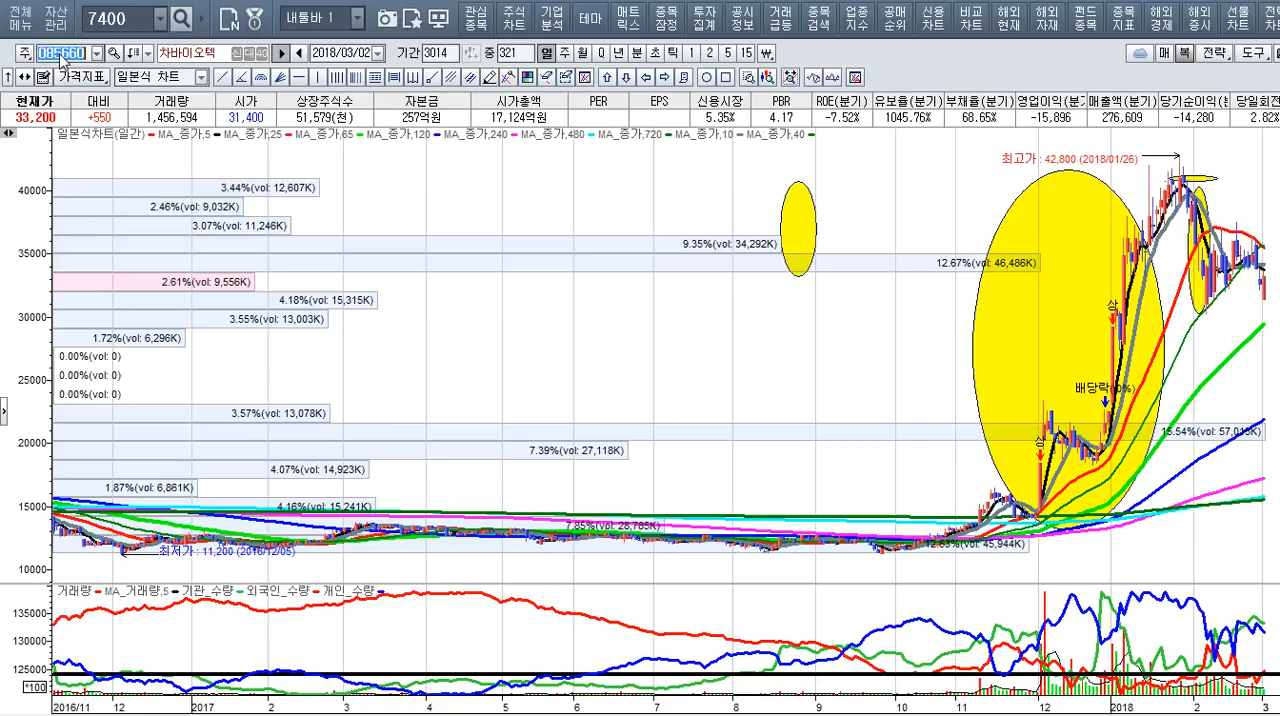 전체 자산 7400 내툴바 1 관심 주식 기업 테마 매트 종목 투자 공시 거래 종목 업종 공매 신용 비교 해외 해외 펀드 종목 해외 해외 선물 투자
메뉴 관리 종목 차트 분석 릭스 잠정 집계 정보 급등 검색 지수 순위 차트 차트 현재 자재 종목 지표 경제 증시 차트
주 085660 차바이오텍 신 대 40 2018/03/02 기간 3014 중 321 일 주 월 Q 년 분 초 틱 1 2 5 15 ₩ 매 복 전략 도구
가격지표 일본식 차트
현재가 대비 거래량 시가 상장주식수 자본금 시가총액 PER EPS 신용시장 PBR ROE(분기) 유보율(분기) 부채율(분기) 영업이익(분기 매출액(분기) 당기순이익(분 당일회전
33,200 +550 1,456,594 31,400 51,579(천) 257억원 17,124억원 5.35% 4.17 -7.52% 1045.76% 68.65% -15,896 276,609 -14,280 2.82%
일본식차트(일간) MA_종가,5 MA_종가,25 MA_종가,65 MA_종가,120 MA_종가,240 MA_종가,480 MA_종가,720 MA_종가,10 MA_종가,40
최고가 : 42,800 (2018/01/26)
40000 3.44%(vol: 12,607K)
2.46%(vol: 9,032K)
3.07%(vol: 11,246K)
9.35%(vol: 34,292K)
35000 12.67%(vol: 46,486K)
2.61%(vol: 9,556K)
4.18%(vol: 15,315K)
상
30000 3.55%(vol: 13,003K)
1.72%(vol: 6,296K)
0.00%(vol: 0)
25000 0.00%(vol: 0)
배당락(0%)
0.00%(vol: 0)
3.57%(vol: 13,078K)
15.54%(vol: 57,015K)
20000 7.39%(vol: 27,118K)
상
4.07%(vol: 14,923K)
1.87%(vol: 6,861K)
15000 4.16%(vol: 15,241K)
7.85%(vol: 28,785K)
12.53%(vol: 45,944K)
최저가 : 11,200 (2016/12/05)
10000
거래량 MA_거래량,5 기관_수량 외국인_수량 개인_수량
135000
130000
125000
*100
2016/11 12 2017 2 3 4 5 6 7 8 9 10 11 12 2018 2 3